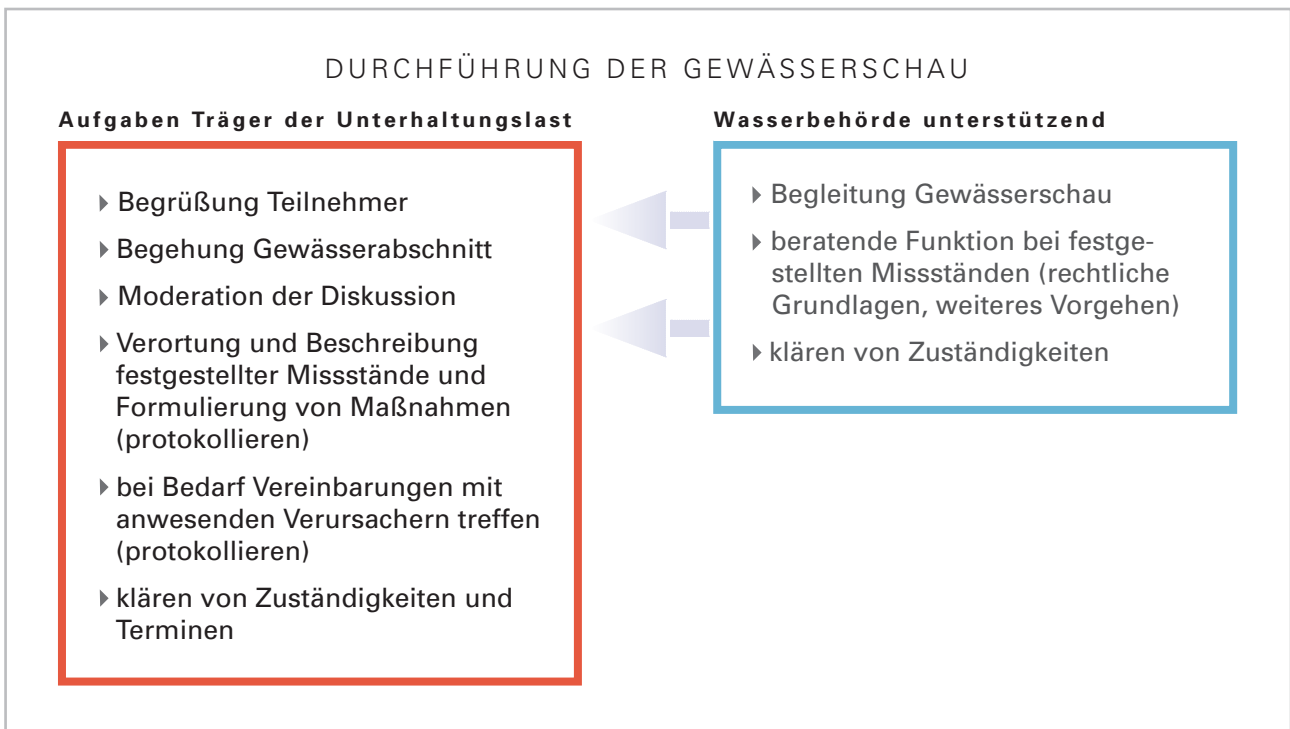 DURCHFÜHRUNG DER GEWÄSSERSCHAU
Aufgaben Träger der Unterhaltungslast
▸ Begrüßung Teilnehmer
▸ Begehung Gewässerabschnitt
▸ Moderation der Diskussion
▸ Verortung und Beschreibung
festgestellter Missstände und
Formulierung von Maßnahmen
(protokollieren)
▸ bei Bedarf Vereinbarungen mit
anwesenden Verursachern treffen
(protokollieren)
▸ klären von Zuständigkeiten und
Terminen
Wasserbehörde unterstützend
▸ Begleitung Gewässerschau
▸ beratende Funktion bei festge-
stellten Missständen (rechtliche
Grundlagen, weiteres Vorgehen)
▸ klären von Zuständigkeiten